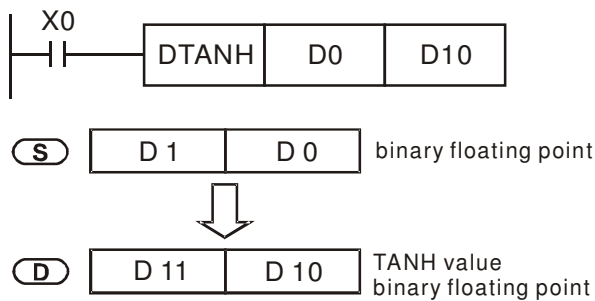 X0
DTANH D0 D10
S D 1 D 0 binary floating point
D D 11 D 10 TANH value
binary floating point